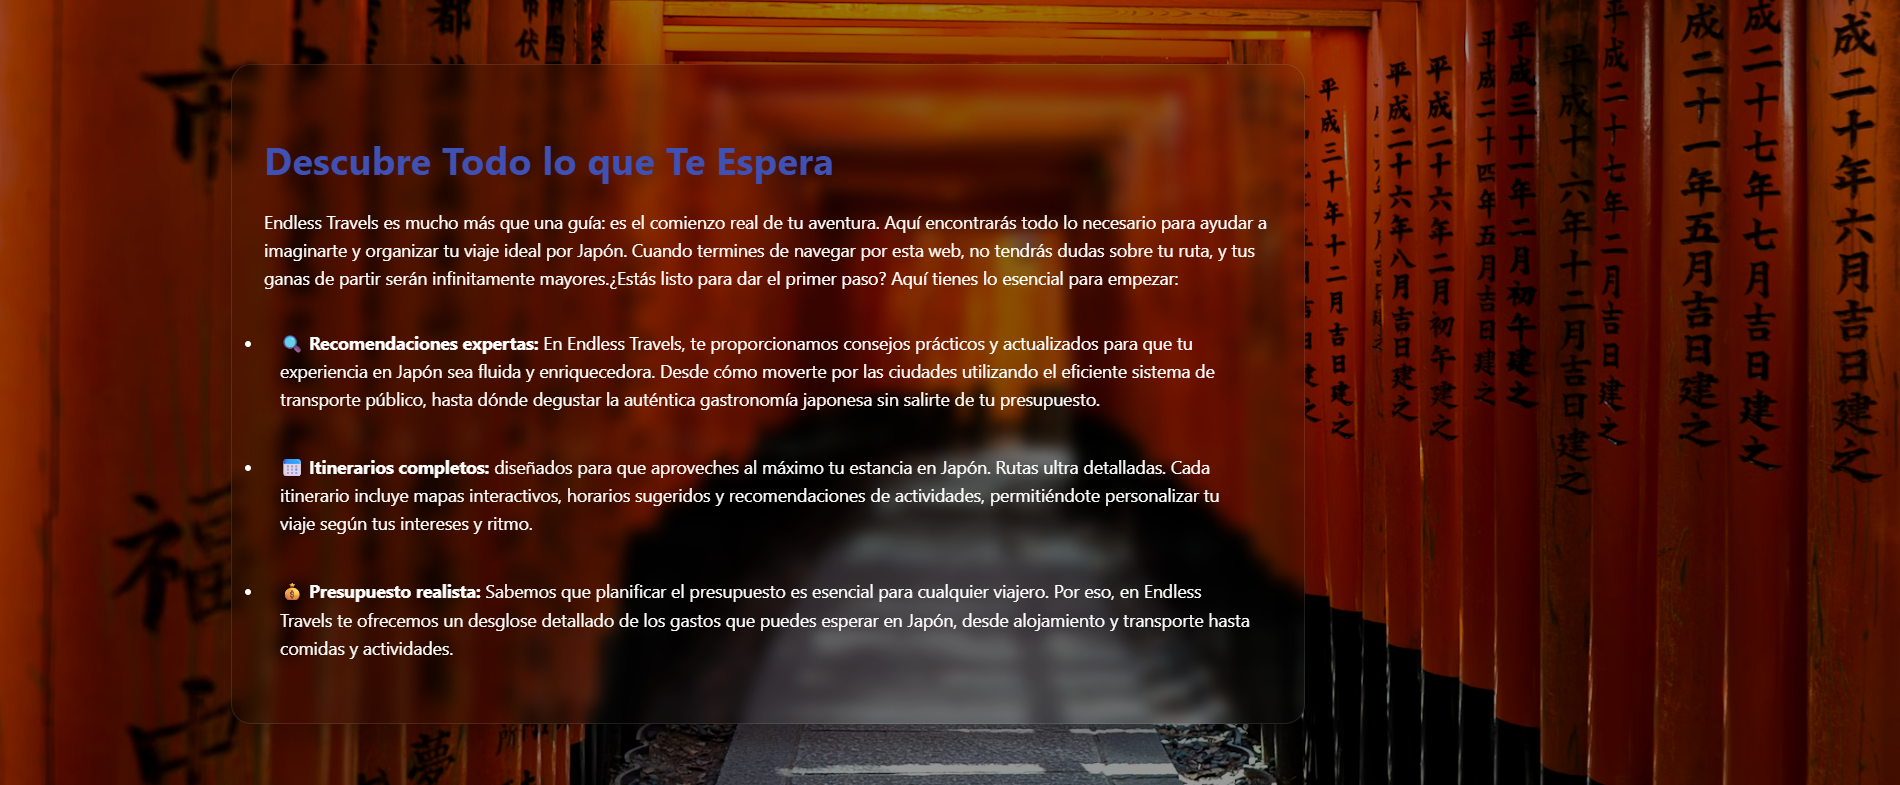 Descubre Todo lo que Te Espera
Endless Travels es mucho más que una guía: es el comienzo real de tu aventura. Aquí encontrarás todo lo necesario para ayudar a
imaginarte y organizar tu viaje ideal por Japón. Cuando termines de navegar por esta web, no tendrás dudas sobre tu ruta, y tus
ganas de partir serán infinitamente mayores.¿Estás listo para dar el primer paso? Aquí tienes lo esencial para empezar:
• 🔍 Recomendaciones expertas: En Endless Travels, te proporcionamos consejos prácticos y actualizados para que tu
experiencia en Japón sea fluida y enriquecedora. Desde cómo moverte por las ciudades utilizando el eficiente sistema de
transporte público, hasta dónde degustar la auténtica gastronomía japonesa sin salirte de tu presupuesto.
• 📅 Itinerarios completos: diseñados para que aproveches al máximo tu estancia en Japón. Rutas ultra detalladas. Cada
itinerario incluye mapas interactivos, horarios sugeridos y recomendaciones de actividades, permitiéndote personalizar tu
viaje según tus intereses y ritmo.
• 💰 Presupuesto realista: Sabemos que planificar el presupuesto es esencial para cualquier viajero. Por eso, en Endless
Travels te ofrecemos un desglose detallado de los gastos que puedes esperar en Japón, desde alojamiento y transporte hasta
comidas y actividades.
市
福
中
都
夢
平成三十年十二月吉日建之
平成二十六年八月吉日建之
平成二十六年二月初午建之
平成二十四年五月吉日建之
平成三十一年二月初午建之
平成十六年十二月吉日建之
平成二十七年二月吉日建之
成二十一年五月吉日建之
成二十七年七月吉日建之
成二十年六月吉日建之